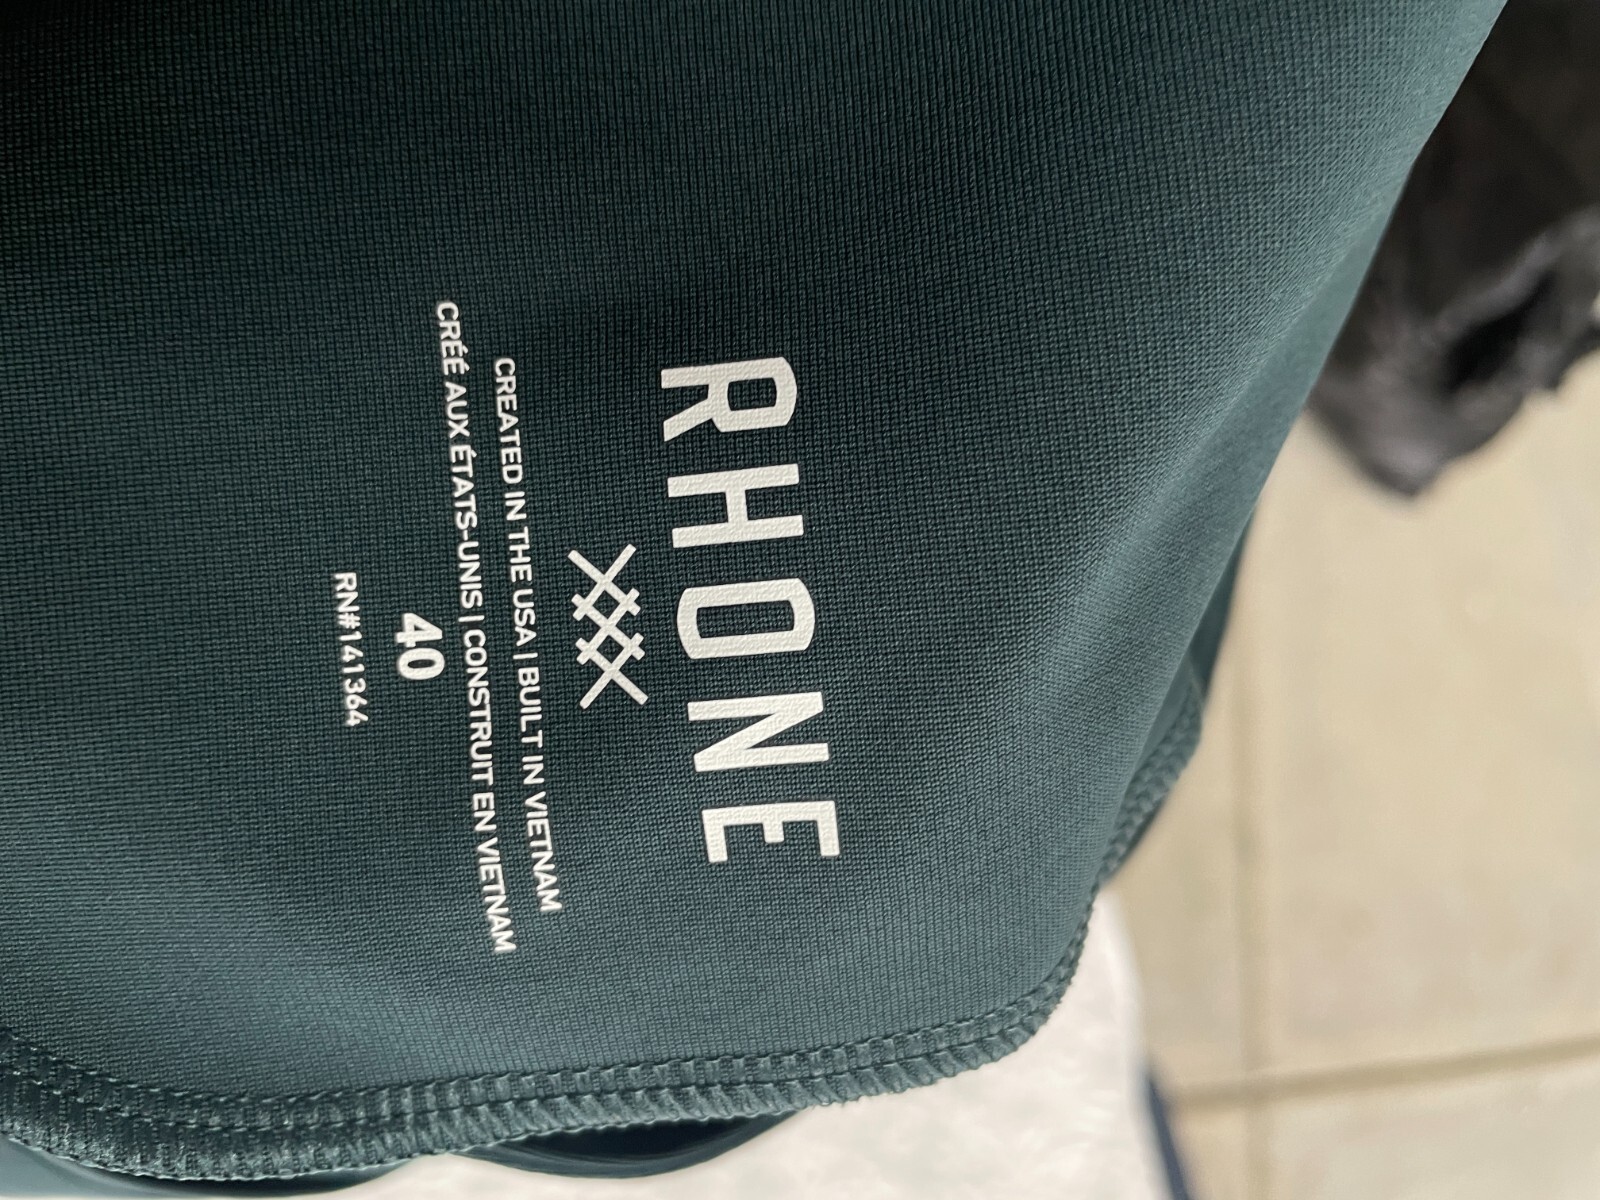 RHONE
CREATED IN THE USA | BUILT IN VIETNAM
CRÉÉ AUX ÉTATS-UNIS | CONSTRUIT EN VIETNAM
40
RN#141364